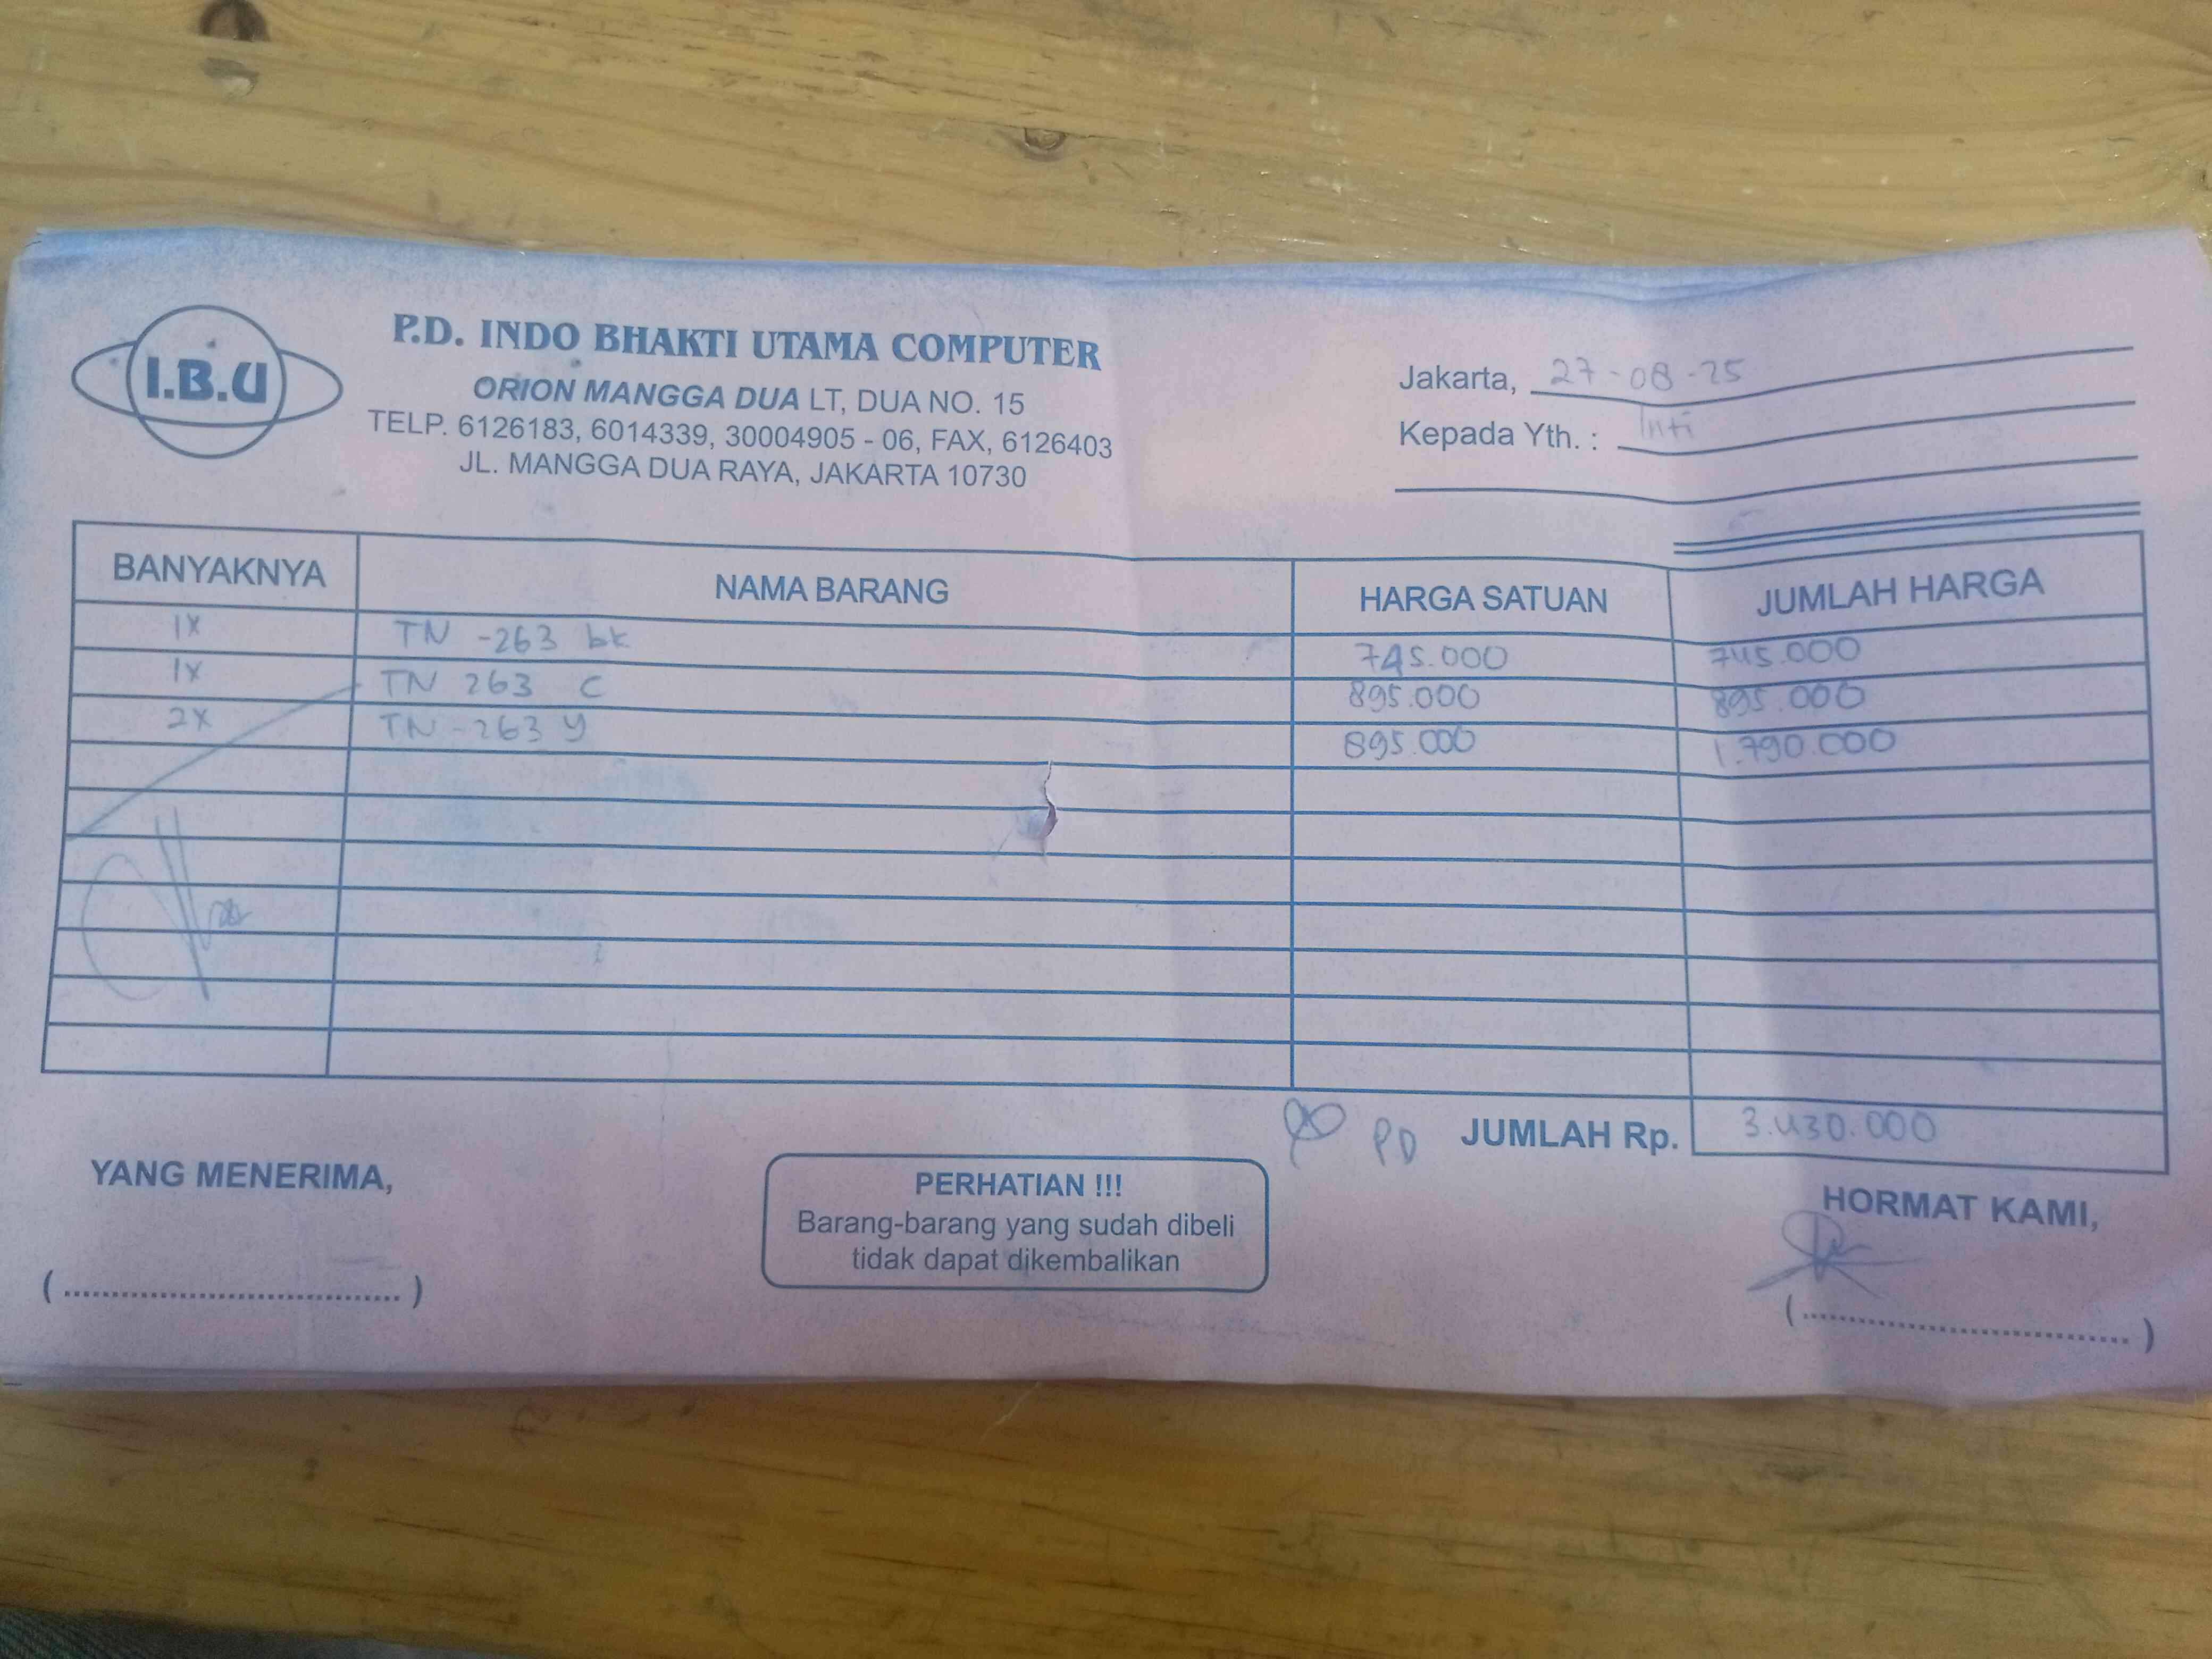 I.B.U
P.D. INDO BHAKTI UTAMA COMPUTER
ORION MANGGA DUA LT, DUA NO. 15
TELP. 6126183, 6014339, 30004905 - 06, FAX, 6126403
JL. MANGGA DUA RAYA, JAKARTA 10730
Jakarta, 27-08-25
Kepada Yth. : Inti
BANYAKNYA NAMA BARANG HARGA SATUAN JUMLAH HARGA
1X TN -263 bk 745.000 745.000
1X TN 263 C 895.000 895.000
2X TN -263 y 895.000 1.790.000
PD JUMLAH Rp. 3.430.000
YANG MENERIMA,
PERHATIAN !!!
Barang-barang yang sudah dibeli
tidak dapat dikembalikan
HORMAT KAMI,